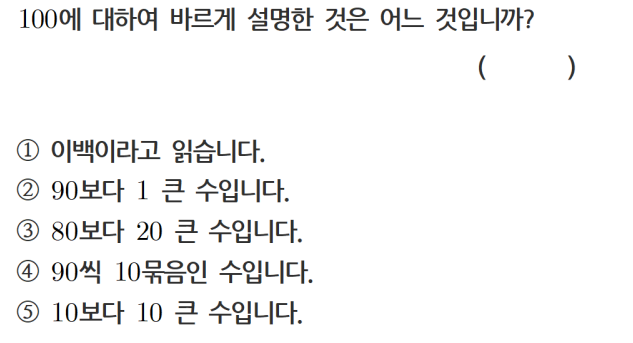 100에 대하여 바르게 설명한 것은 어느 것입니까?
( )
① 이백이라고 읽습니다.
② 90보다 1 큰 수입니다.
③ 80보다 20 큰 수입니다.
④ 90씩 10묶음인 수입니다.
⑤ 10보다 10 큰 수입니다.